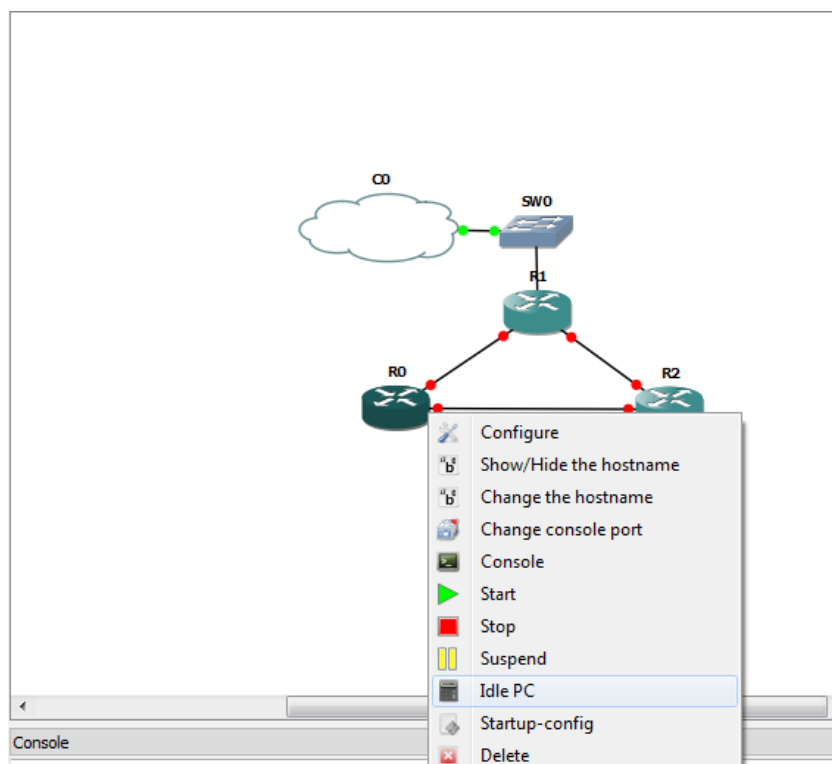 C0
SW0
R1
R0
R2
Configure
Show/Hide the hostname
Change the hostname
Change console port
Console
Start
Stop
Suspend
Idle PC
Startup-config
Delete
Console